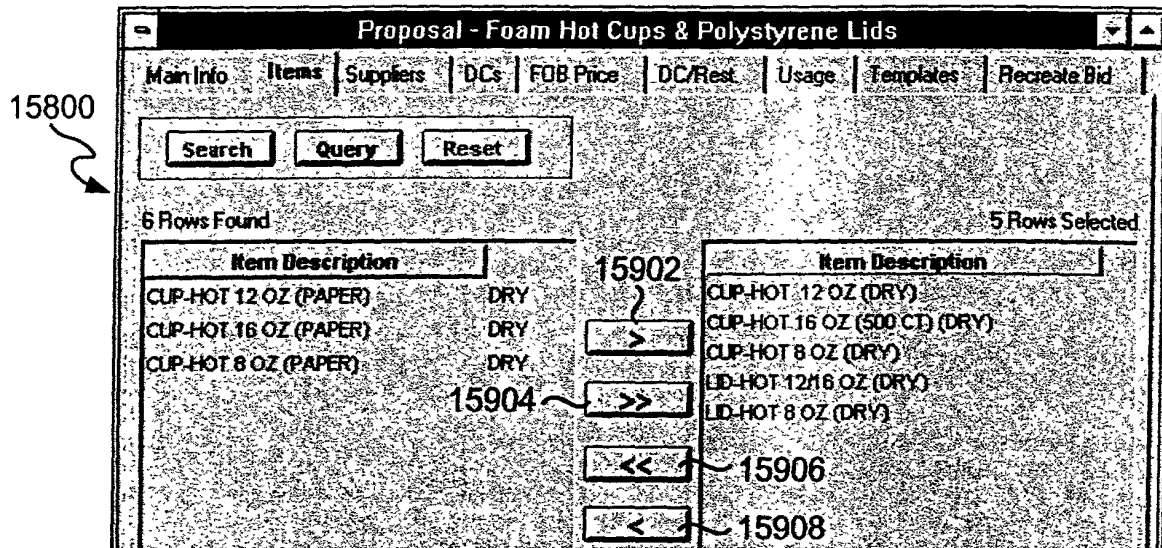 Proposal - Foam Hot Cups & Polystyrene Lids
Main Info Items Suppliers DCs FOB Price DC/Rest. Usage Templates Recreate Bid
15800
Search Query Reset
6 Rows Found 5 Rows Selected
Item Description 15902 Item Description
CUP-HOT 12 OZ (PAPER) DRY CUP-HOT 12 OZ (DRY)
CUP-HOT 16 OZ (PAPER) DRY > CUP-HOT 16 OZ (500 CT) (DRY)
CUP-HOT 8 OZ (PAPER) DRY CUP-HOT 8 OZ (DRY)
LID-HOT 12/16 OZ (DRY)
15904 >> LID-HOT 8 OZ (DRY)
<< 15906
< 15908